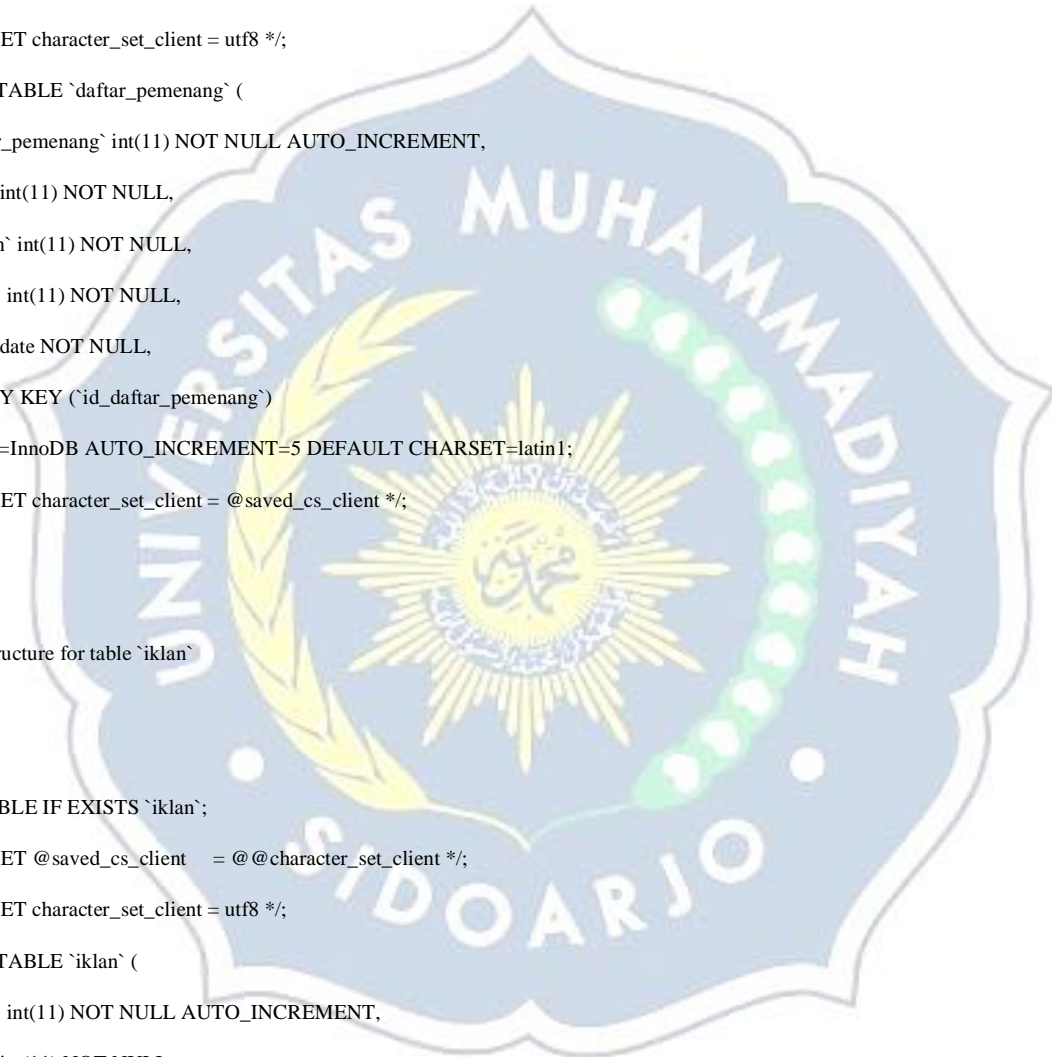 ET character_set_client = utf8 */;
TABLE `daftar_pemenang` (
_pemenang` int(11) NOT NULL AUTO_INCREMENT,
int(11) NOT NULL,
` int(11) NOT NULL,
int(11) NOT NULL,
date NOT NULL,
Y KEY (`id_daftar_pemenang`)
=InnoDB AUTO_INCREMENT=5 DEFAULT CHARSET=latin1;
ET character_set_client = @saved_cs_client */;
ucture for table `iklan`
BLE IF EXISTS `iklan`;
ET @saved_cs_client     = @@character_set_client */;
ET character_set_client = utf8 */;
TABLE `iklan` (
int(11) NOT NULL AUTO_INCREMENT,
UNIVERSITAS MUHAMMADIYAH
SIDOARJO
محمد